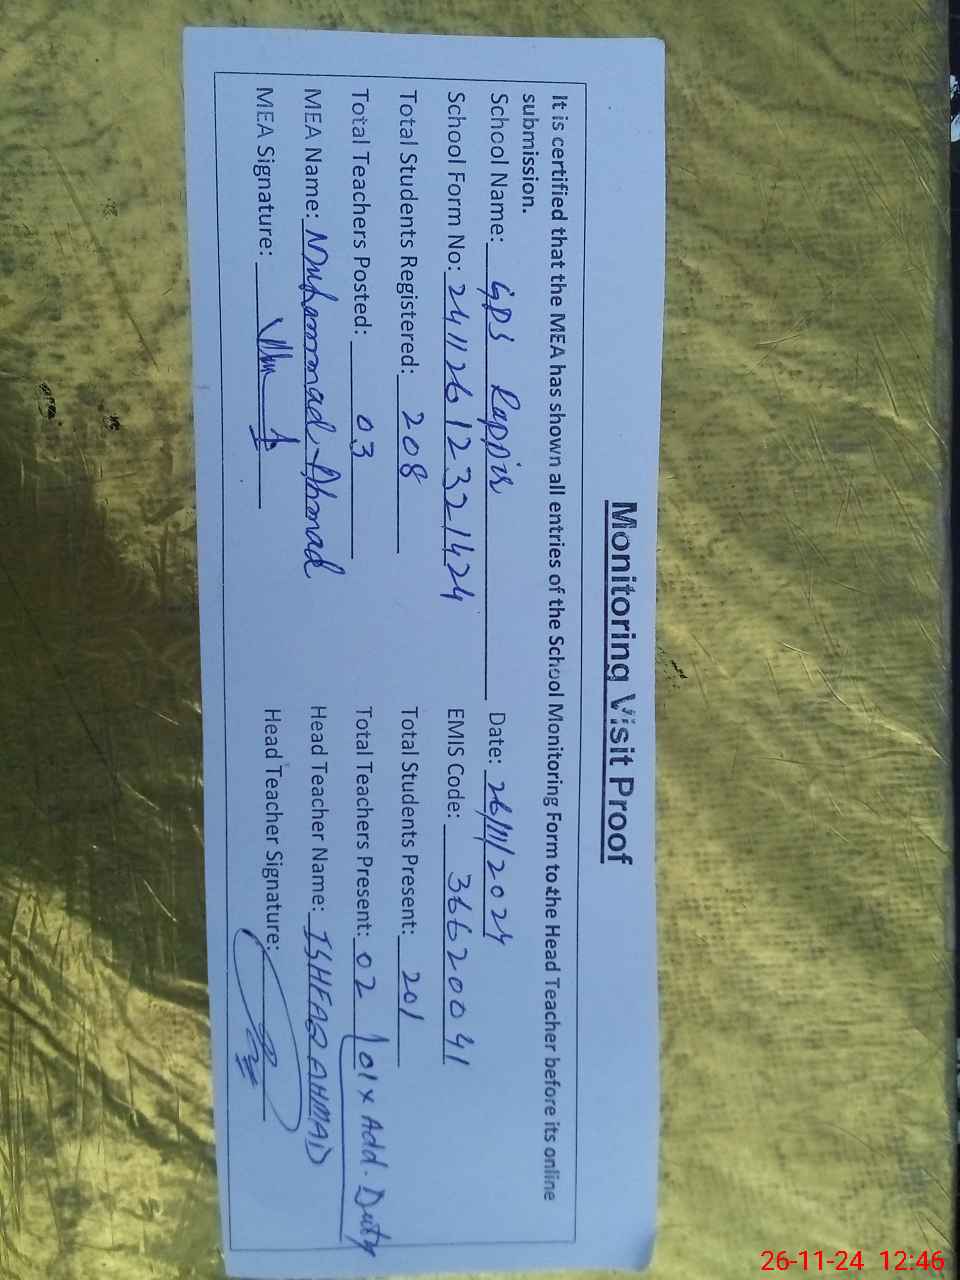 Monitoring Visit Proof
It is certified that the MEA has shown all entries of the School Monitoring Form to the Head Teacher before its online
submission.
School Name: GPS Rappir Date: 26/11/2024
School Form No: 24112612321424 EMIS Code: 36620041
Total Students Registered: 208 Total Students Present: 201
Total Teachers Posted: 03 Total Teachers Present: 02 / 01 x Add. Duty
MEA Name: Muhammad Ahmad Head Teacher Name: ISHFAQ AHMAD
MEA Signature: Head Teacher Signature:
26-11-24 12:46